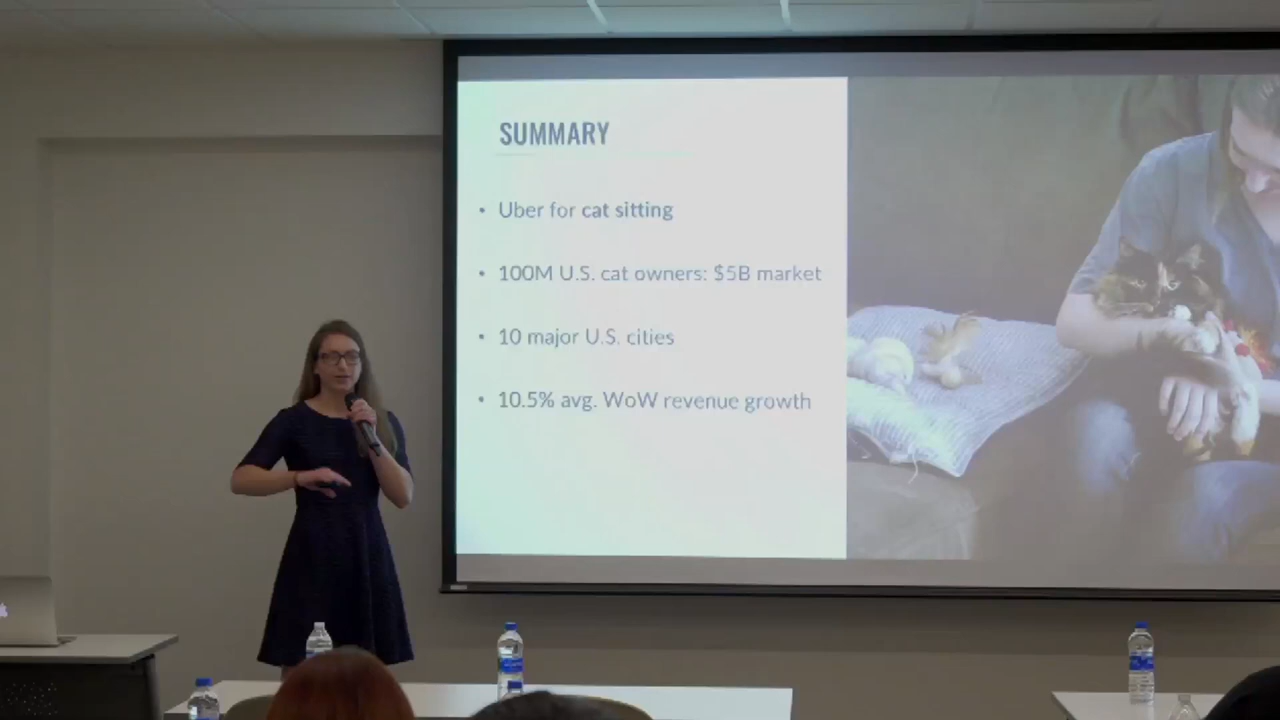 SUMMARY
• Uber for cat sitting
• 100M U.S. cat owners: $5B market
• 10 major U.S. cities
• 10.5% avg. WoW revenue growth